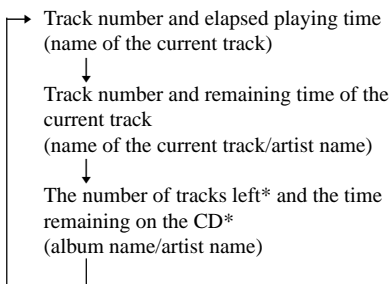 Track number and elapsed playing time
(name of the current track)
Track number and remaining time of the
current track
(name of the current track/artist name)
The number of tracks left* and the time
remaining on the CD*
(album name/artist name)